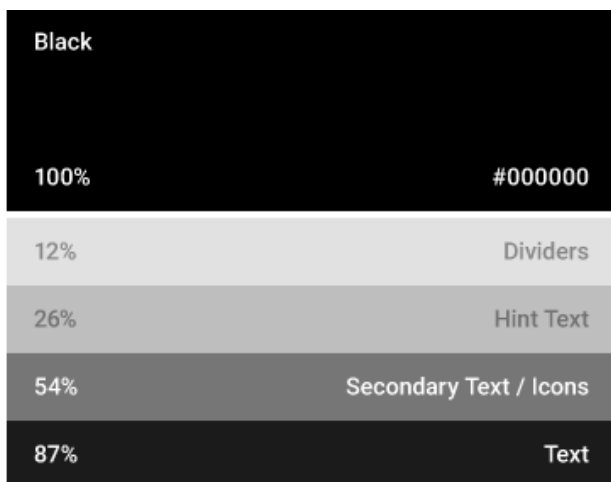 Black
100% #000000
12% Dividers
26% Hint Text
54% Secondary Text / Icons
87% Text